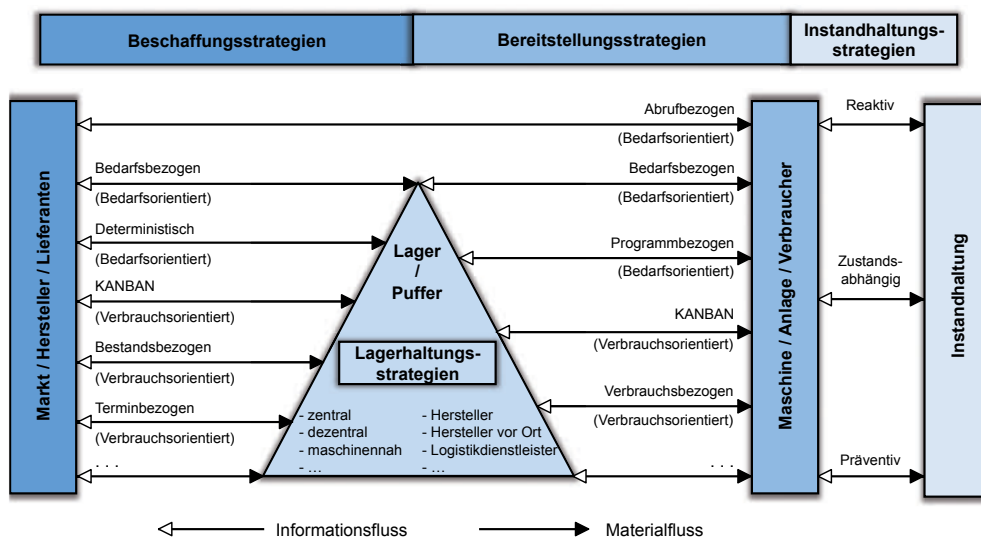 Beschaffungsstrategien
Bereitstellungsstrategien
Instandhaltungs-
strategien
Markt / Hersteller / Lieferanten
Abrufbezogen
(Bedarfsorientiert)
Bedarfsbezogen
(Bedarfsorientiert)
Deterministisch
(Bedarfsorientiert)
KANBAN
(Verbrauchsorientiert)
Bestandsbezogen
(Verbrauchsorientiert)
Terminbezogen
(Verbrauchsorientiert)
. . .
Lager
/
Puffer
Lagerhaltungs-
strategien
- zentral
- dezentral
- maschinennah
- ...
- Hersteller
- Hersteller vor Ort
- Logistikdienstleister
- ...
Bedarfsbezogen
(Bedarfsorientiert)
Programmbezogen
(Bedarfsorientiert)
KANBAN
(Verbrauchsorientiert)
Verbrauchsbezogen
(Verbrauchsorientiert)
. . .
Maschine / Anlage / Verbraucher
Reaktiv
Zustands-
abhängig
Präventiv
Instandhaltung
Informationsfluss
Materialfluss